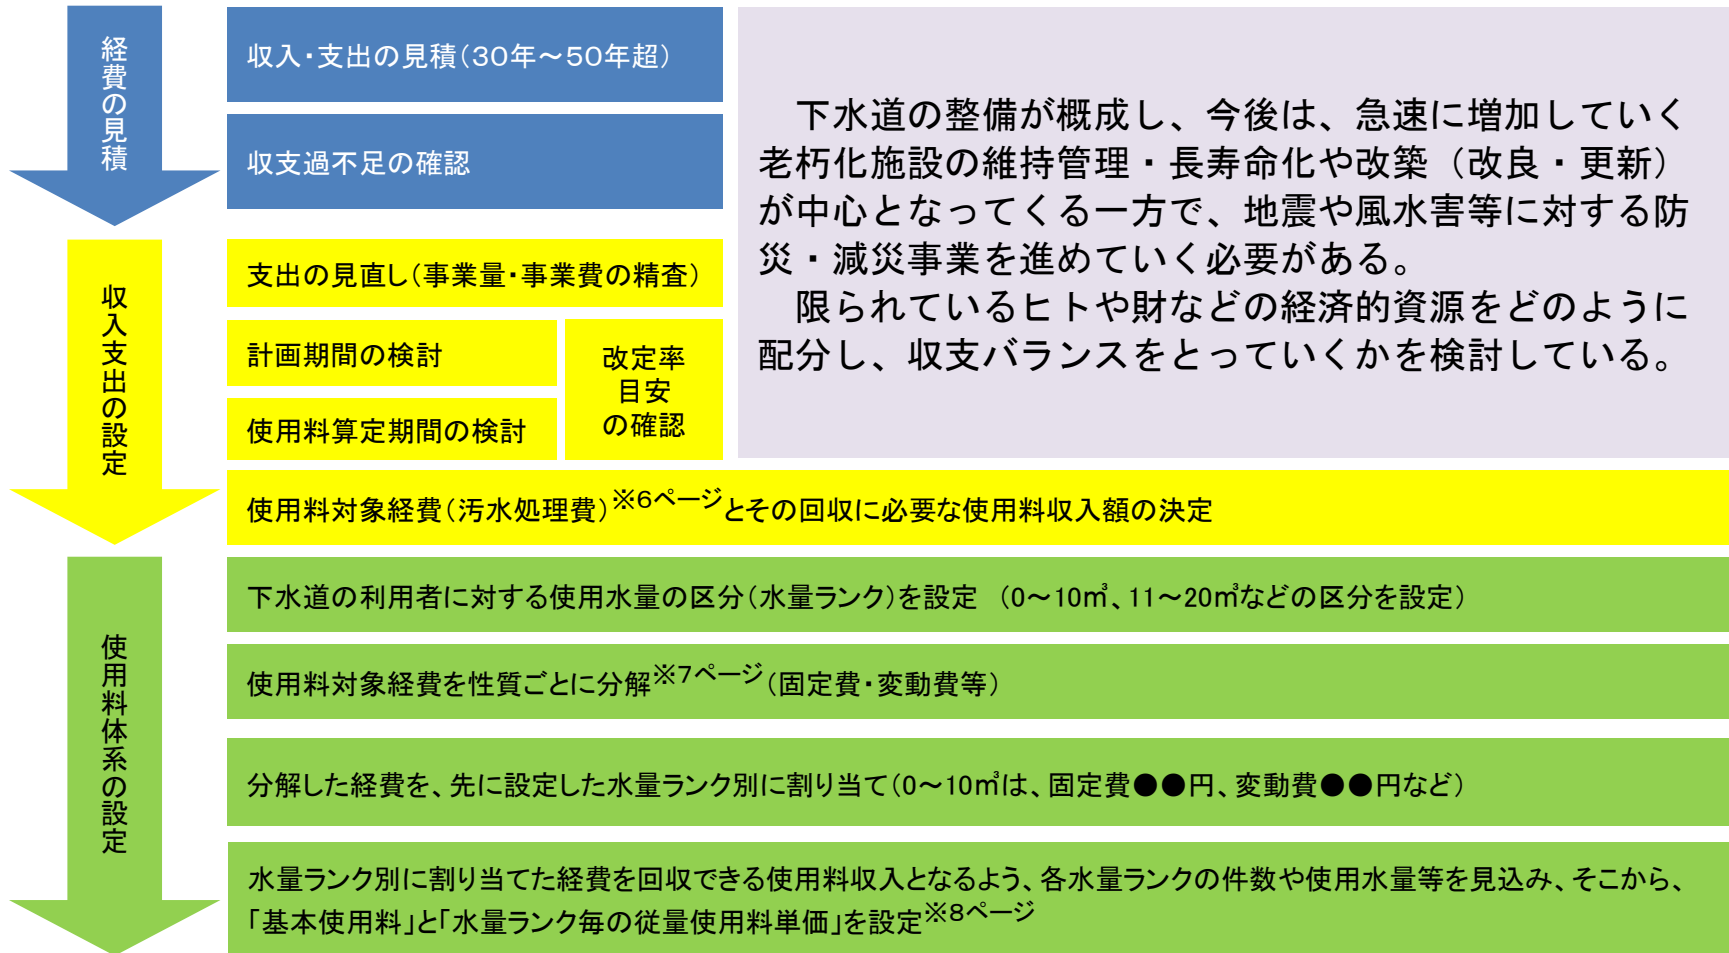 経費の見積
収入・支出の見積（30年～50年超）
収支過不足の確認
　下水道の整備が概成し、今後は、急速に増加していく
老朽化施設の維持管理・長寿命化や改築（改良・更新）
が中心となってくる一方で、地震や風水害等に対する防
災・減災事業を進めていく必要がある。
　限られているヒトや財などの経済的資源をどのように
配分し、収支バランスをとっていくかを検討している。
収入支出の設定
支出の見直し（事業量・事業費の精査）
計画期間の検討
使用料算定期間の検討
改定率
目安
の確認
使用料対象経費（汚水処理費）※6ページとその回収に必要な使用料収入額の決定
使用料体系の設定
下水道の利用者に対する使用水量の区分（水量ランク）を設定　（0～10㎥、11～20㎥などの区分を設定）
使用料対象経費を性質ごとに分解※7ページ（固定費・変動費等）
分解した経費を、先に設定した水量ランク別に割り当て（0～10㎥は、固定費●●円、変動費●●円など）
水量ランク別に割り当てた経費を回収できる使用料収入となるよう、各水量ランクの件数や使用水量等を見込み、そこから、
「基本使用料」と「水量ランク毎の従量使用料単価」を設定※8ページ